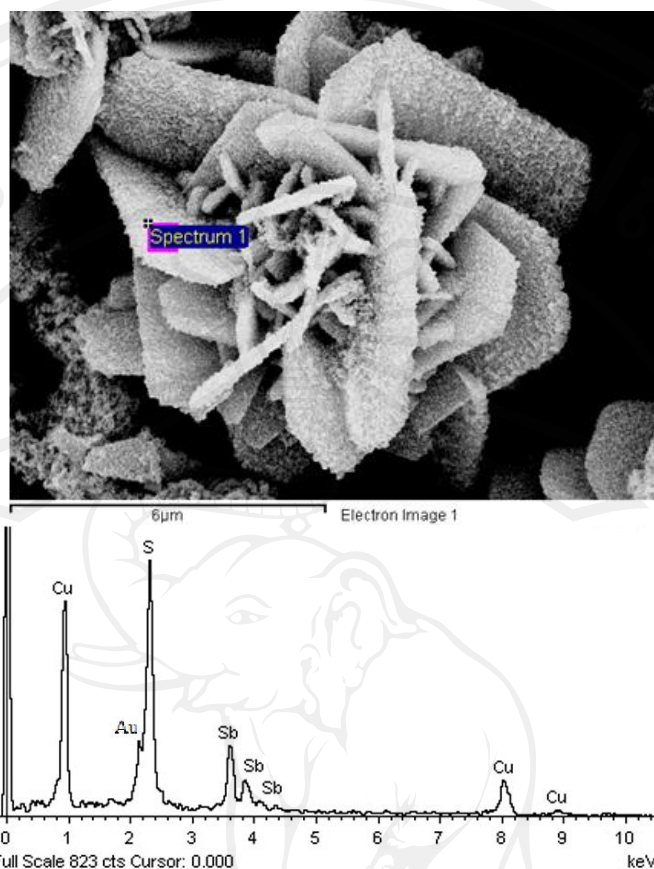 Spectrum 1
6µm Electron Image 1
S
Cu
Au
Sb
Sb
Sb
Cu
Cu
0 1 2 3 4 5 6 7 8 9 10
Full Scale 823 cts Cursor: 0.000 keV